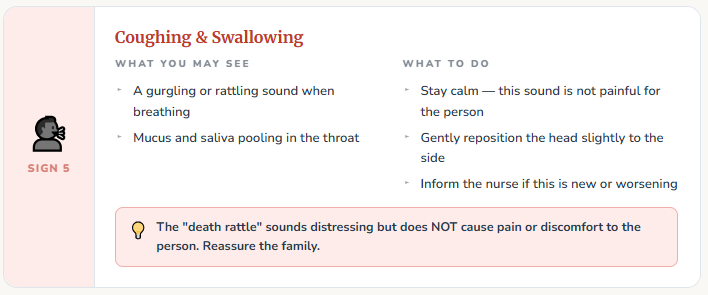 Coughing & Swallowing
WHAT YOU MAY SEE
A gurgling or rattling sound when
breathing
Mucus and saliva pooling in the throat
WHAT TO DO
Stay calm — this sound is not painful for
the person
Gently reposition the head slightly to the
side
Inform the nurse if this is new or worsening
SIGN 5
The "death rattle" sounds distressing but does NOT cause pain or discomfort to the
person. Reassure the family.